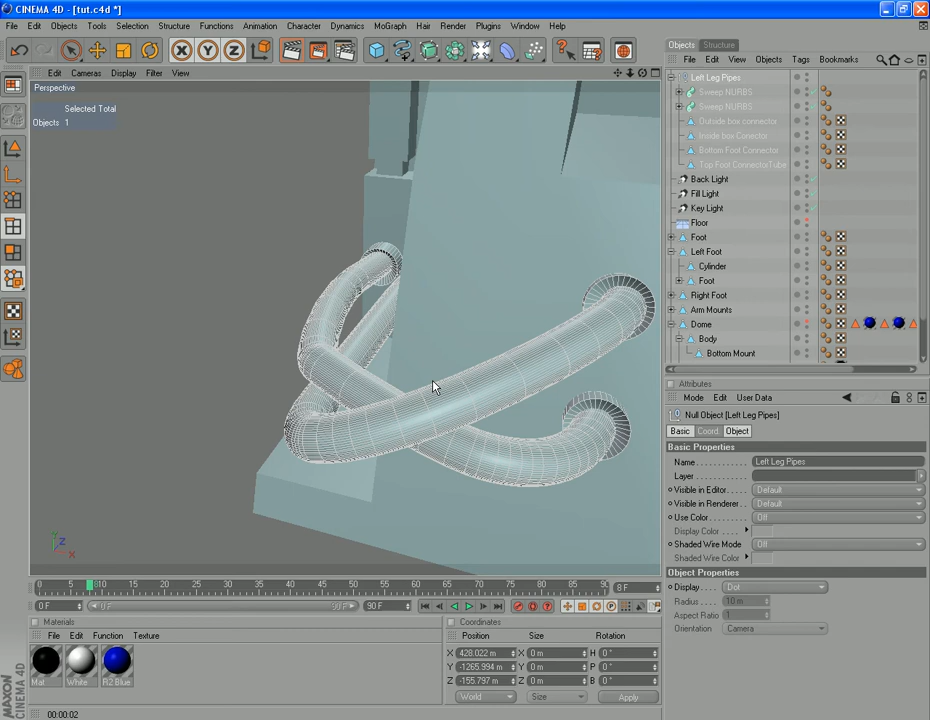 CINEMA 4D - [tut.c4d *]
File Edit Objects Tools Selection Structure Functions Animation Character Dynamics MoGraph Hair Render Plugins Window Help
X Y Z
Edit Cameras Display Filter View
Perspective
Selected Total
Objects 1
Z
X
0 5 10 15 20 25 30 35 40 45 50 55 60 65 70 75 80 85 90
8 F
0 F 0 F 90 F 90 F
Materials
File Edit Function Texture
Mat White R2 Blue
Coordinates
Position Size Rotation
X 428.022 m X 0 m H 0 °
Y -1265.994 m Y 0 m P 0 °
Z -155.797 m Z 0 m B 0 °
World Size Apply
00:00:02
MAXON
CINEMA 4D
Objects Structure
File Edit View Objects Tags Bookmarks
Left Leg Pipes
Sweep NURBS
Sweep NURBS
Outside box connector
Inside box Conector
Bottom Foot Connector
Top Foot ConnectorTube
Back Light
Fill Light
Key Light
Floor
Foot
Left Foot
Cylinder
Foot
Right Foot
Arm Mounts
Dome
Body
Bottom Mount
Attributes
Mode Edit User Data
Null Object [Left Leg Pipes]
Basic Coord. Object
Basic Properties
Name Left Leg Pipes
Layer
Visible in Editor Default
Visible in Renderer Default
Use Color Off
Display Color
Shaded Wire Mode Off
Shaded Wire Color
Object Properties
Display Dot
Radius 10 m
Aspect Ratio 1
Orientation Camera